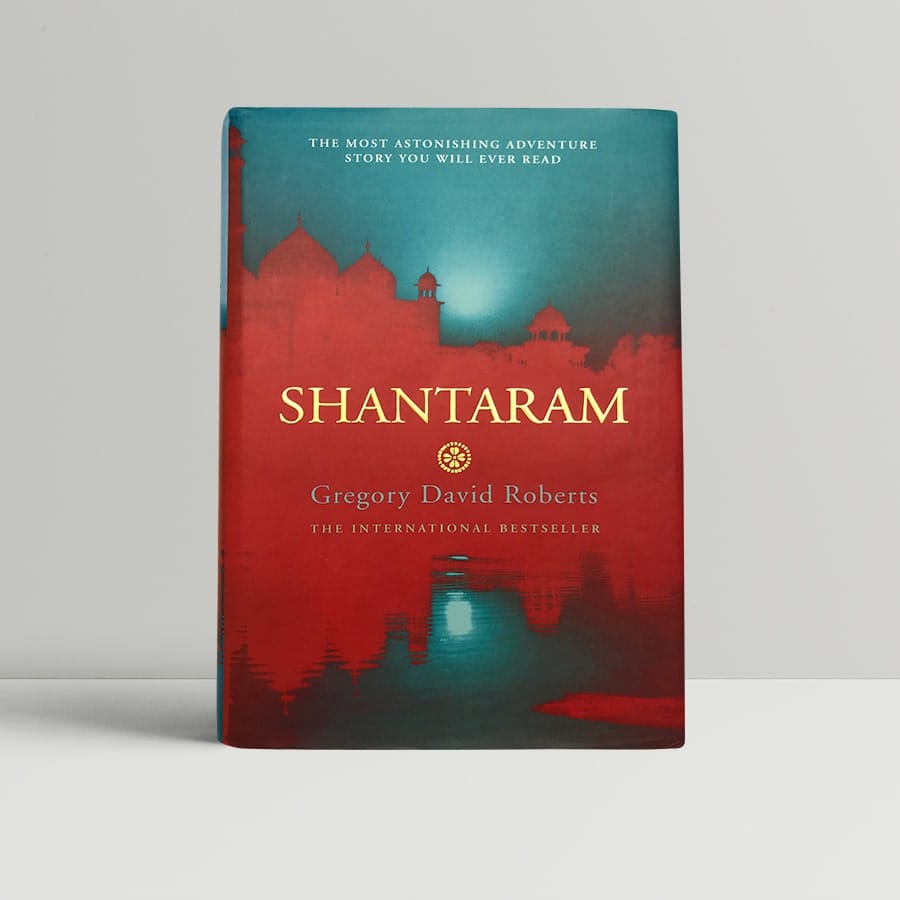 THE MOST ASTONISHING ADVENTURE
STORY YOU WILL EVER READ
SHANTARAM
Gregory David Roberts
THE INTERNATIONAL BESTSELLER